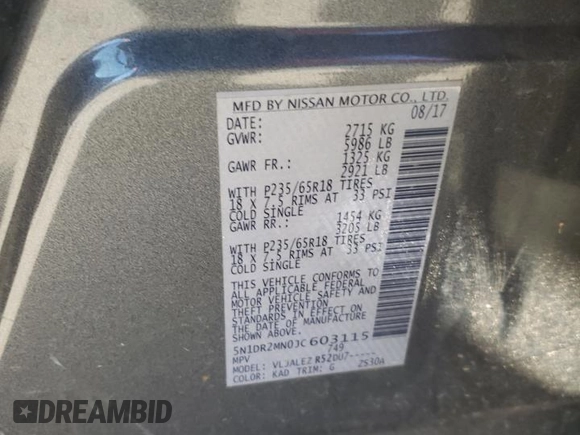 MFD BY NISSAN MOTOR CO., LTD.
DATE: 08/17
GVWR: 2715 KG
5986 LB
GAWR FR.: 1325 KG
2921 LB
WITH P235/65R18 TIRES
18 X 7.5 RIMS AT 33 PSI
COLD SINGLE
GAWR RR.: 1454 KG
3205 LB
WITH P235/65R18 TIRES
18 X 7.5 RIMS AT 33 PSI
COLD SINGLE
THIS VEHICLE CONFORMS TO
ALL APPLICABLE FEDERAL
MOTOR VEHICLE SAFETY AND
THEFT PREVENTION
STANDARDS IN EFFECT ON
THE DATE OF MANUFACTURE
SHOWN ABOVE.
5N1DR2MN0JC603115
MPV 749
MODEL: VLJALEZ R52DU7-----
COLOR: KAD TRIM: G 2S30A
DREAMBID